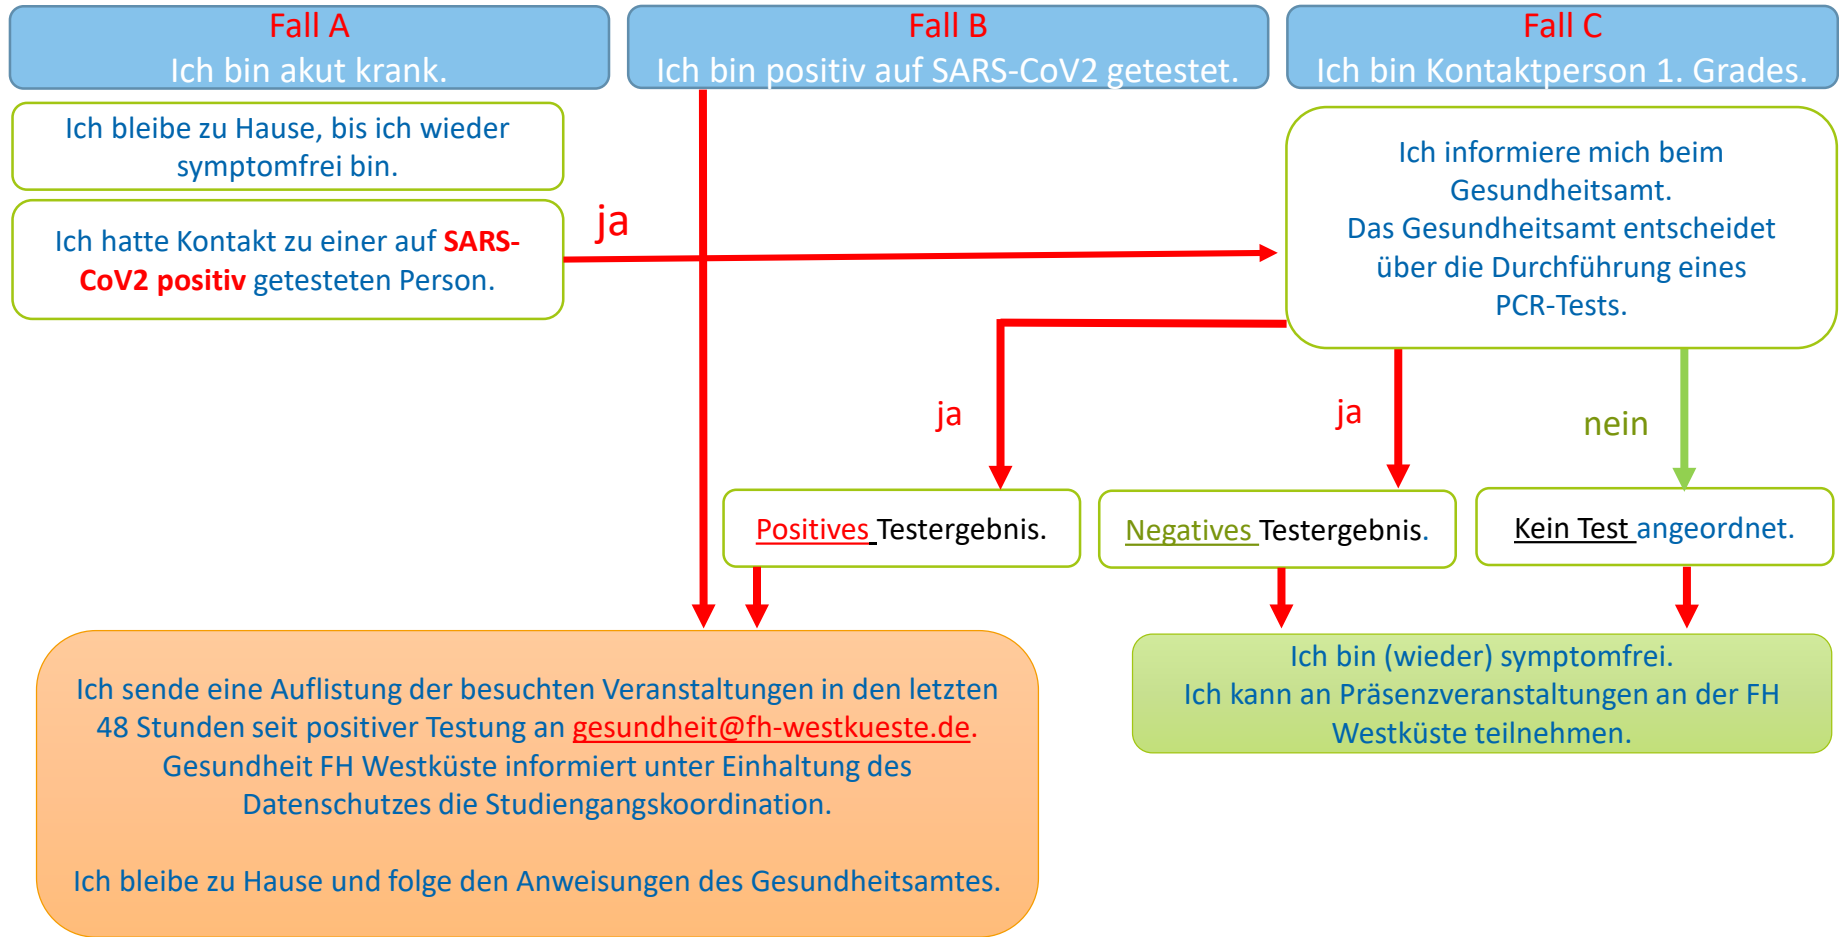 Fall A
Ich bin akut krank.
Fall B
Ich bin positiv auf SARS-CoV2 getestet.
Fall C
Ich bin Kontaktperson 1. Grades.
Ich bleibe zu Hause, bis ich wieder
symptomfrei bin.
Ich hatte Kontakt zu einer auf SARS-
CoV2 positiv getesteten Person.
ja
Ich informiere mich beim
Gesundheitsamt.
Das Gesundheitsamt entscheidet
über die Durchführung eines
PCR-Tests.
ja
ja
nein
Positives Testergebnis.
Negatives Testergebnis.
Kein Test angeordnet.
Ich sende eine Auflistung der besuchten Veranstaltungen in den letzten
48 Stunden seit positiver Testung an gesundheit@fh-westkueste.de.
Gesundheit FH Westküste informiert unter Einhaltung des
Datenschutzes die Studiengangskoordination.
Ich bleibe zu Hause und folge den Anweisungen des Gesundheitsamtes.
Ich bin (wieder) symptomfrei.
Ich kann an Präsenzveranstaltungen an der FH
Westküste teilnehmen.